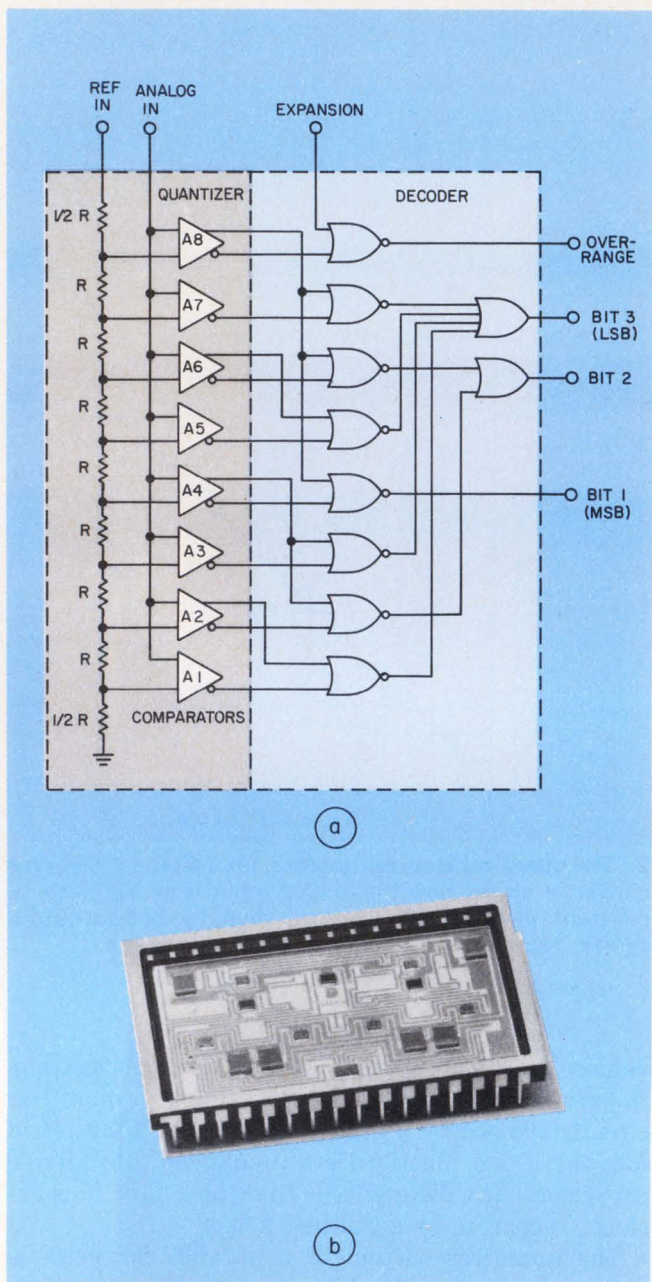 REF IN
ANALOG IN
EXPANSION
QUANTIZER
DECODER
1/2 R
A8
OVER-
RANGE
R
A7
BIT 3
(LSB)
R
A6
BIT 2
R
A5
R
A4
BIT 1
(MSB)
R
A3
R
A2
R
A1
1/2 R
COMPARATORS
a
b